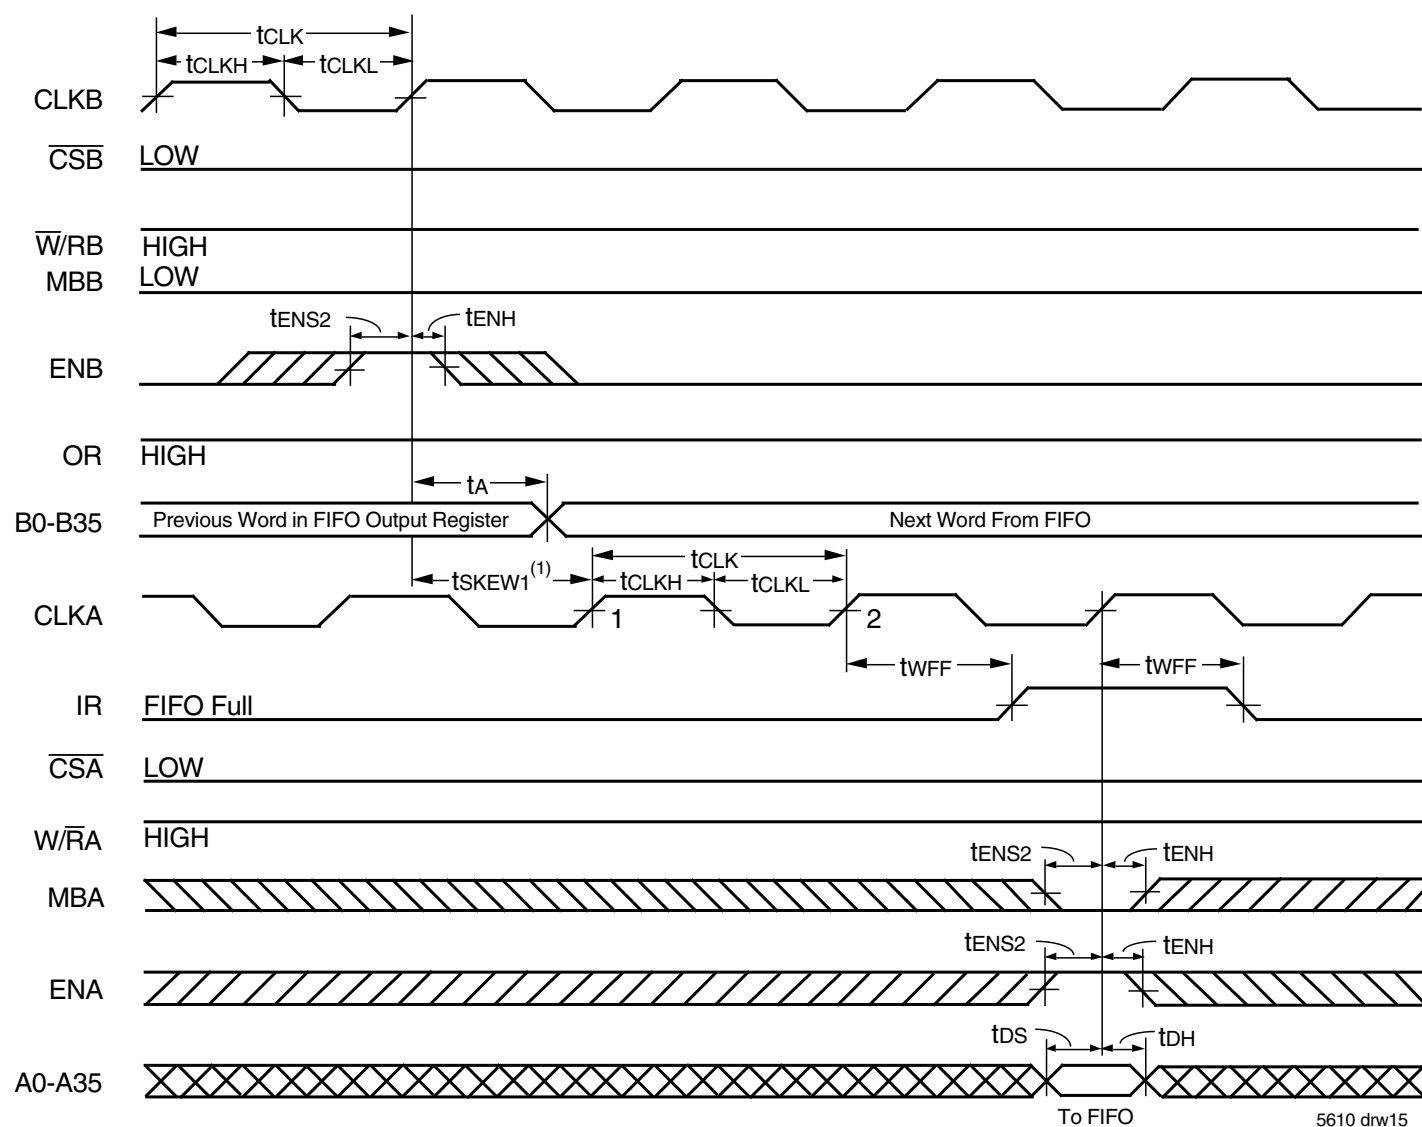 tCLK
tCLKH tCLKL
CLKB
CSB LOW
W/RB HIGH
MBB LOW
tENS2 tENH
ENB
OR HIGH
tA
B0-B35 Previous Word in FIFO Output Register Next Word From FIFO
tCLK
tSKEW1(1) tCLKH tCLKL
CLKA 1 2
tWFF tWFF
IR FIFO Full
CSA LOW
W/RA HIGH
tENS2 tENH
MBA
tENS2 tENH
ENA
tDS tDH
A0-A35
To FIFO
5610 drw15